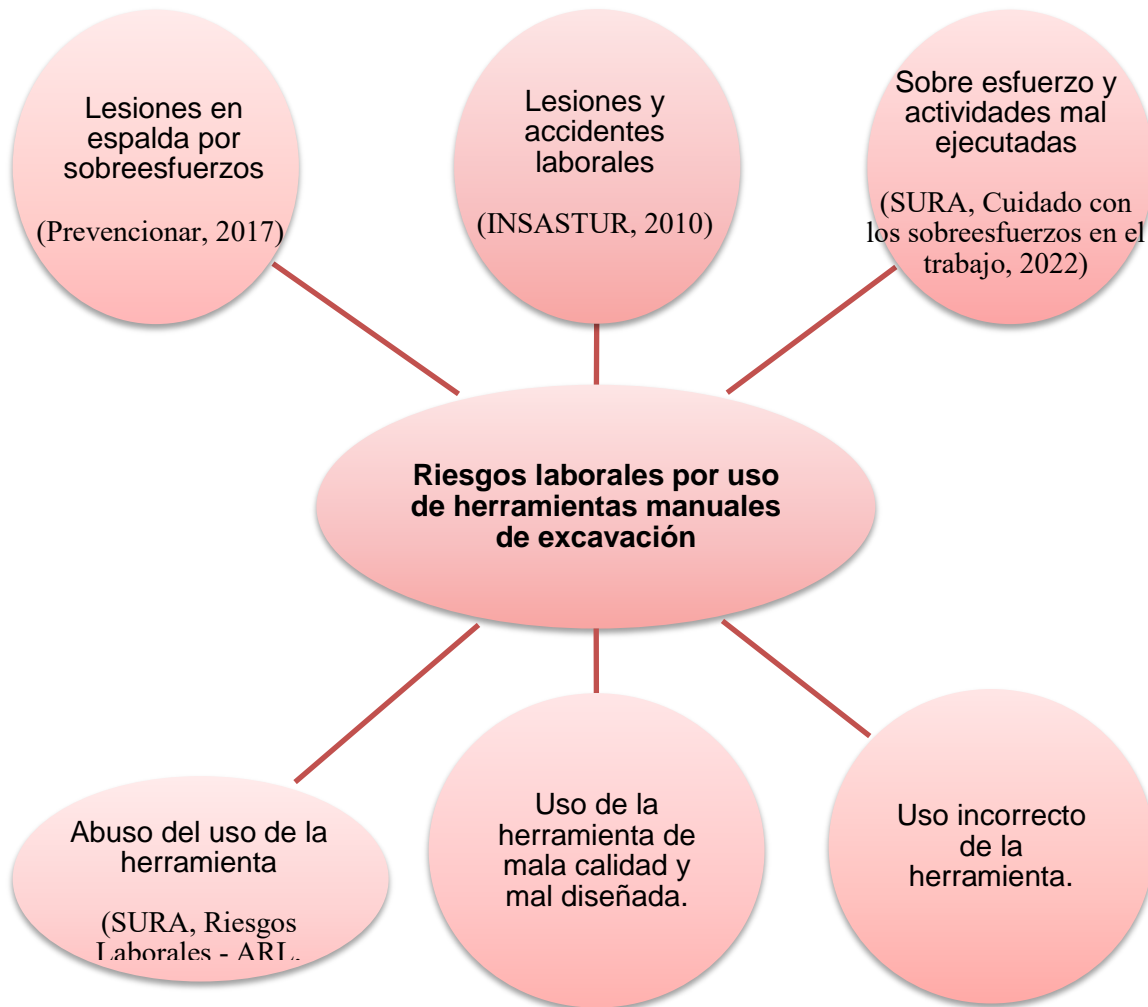 Lesiones en
espalda por
sobreesfuerzos
(Prevencionar, 2017)
Lesiones y
accidentes
laborales
(INSASTUR, 2010)
Sobre esfuerzo y
actividades mal
ejecutadas
(SURA, Cuidado con
los sobreesfuerzos en el
trabajo, 2022)
Riesgos laborales por uso
de herramientas manuales
de excavación
Abuso del uso de la
herramienta
(SURA, Riesgos
Laborales - ARL,
Uso de la
herramienta de
mala calidad y
mal diseñada.
Uso incorrecto
de la
herramienta.